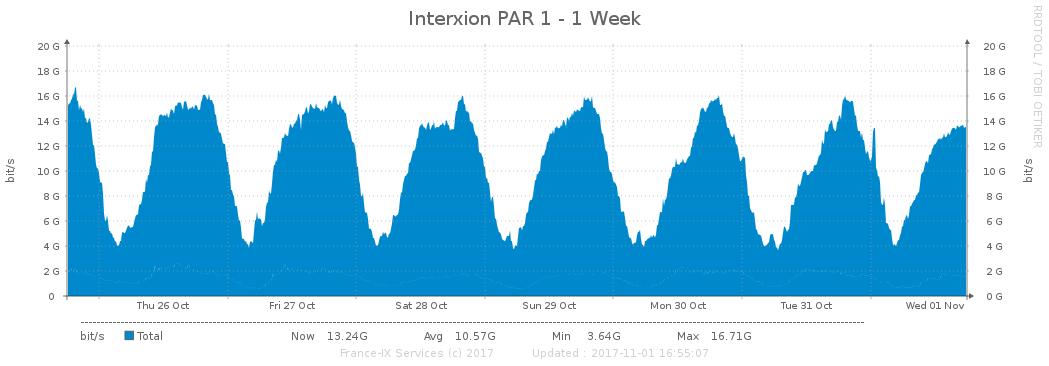 Interxion PAR 1 - 1 Week
RRDTOOL / TOBI OETIKER
20 G 20 G
18 G 18 G
16 G 16 G
14 G 14 G
12 G 12 G
10 G 10 G
8 G 8 G
6 G 6 G
4 G 4 G
2 G 2 G
0 0 G
bit/s
bit/s
Thu 26 Oct Fri 27 Oct Sat 28 Oct Sun 29 Oct Mon 30 Oct Tue 31 Oct Wed 01 Nov
bit/s Total Now 13.24G Avg 10.57G Min 3.64G Max 16.71G
France-IX Services (c) 2017 Updated : 2017-11-01 16:55:07